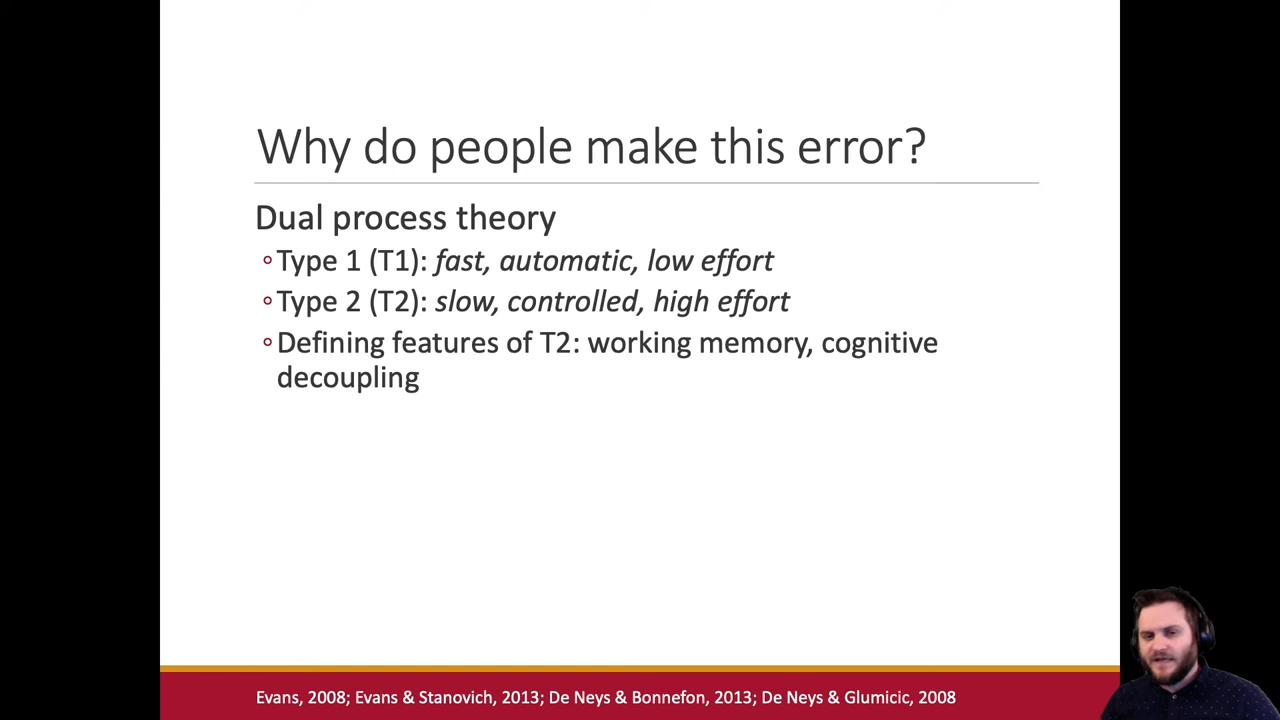 Why do people make this error?
Dual process theory
◦Type 1 (T1): fast, automatic, low effort
◦Type 2 (T2): slow, controlled, high effort
◦Defining features of T2: working memory, cognitive
decoupling
Evans, 2008; Evans & Stanovich, 2013; De Neys & Bonnefon, 2013; De Neys & Glumicic, 2008